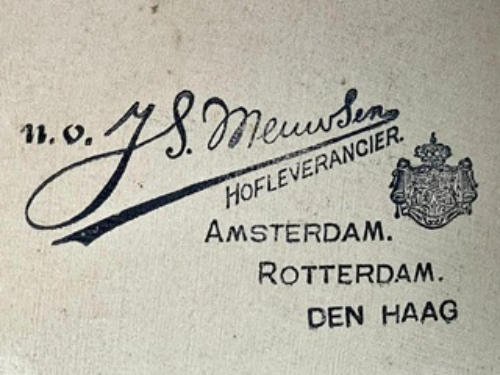 n.v. J.S. Meuwsen
HOFLEVERANCIER.
AMSTERDAM.
ROTTERDAM.
DEN HAAG